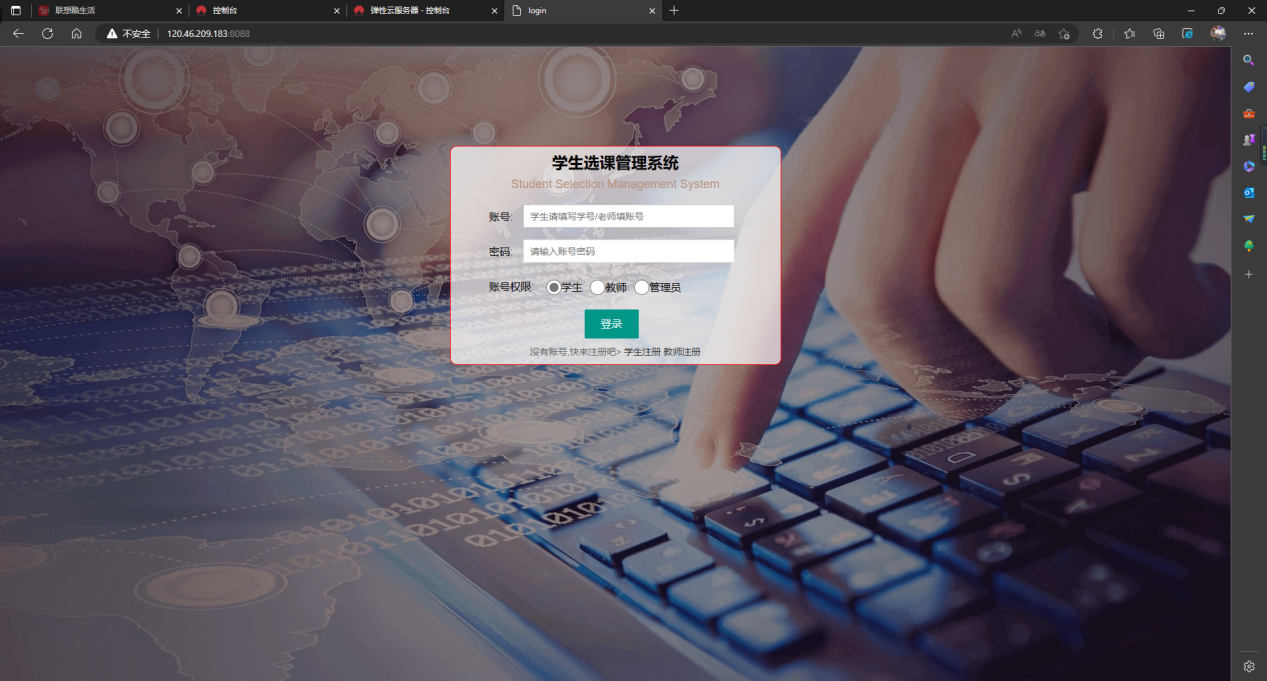 联想酷生活
控制台
弹性云服务器 - 控制台
login
不安全 120.46.209.183:8088
学生选课管理系统
Student Selection Management System
账号: 学生请填写学号/老师填账号
密码: 请输入账号密码
账号权限: 学生 教师 管理员
登录
没有账号,快来注册吧> 学生注册 教师注册